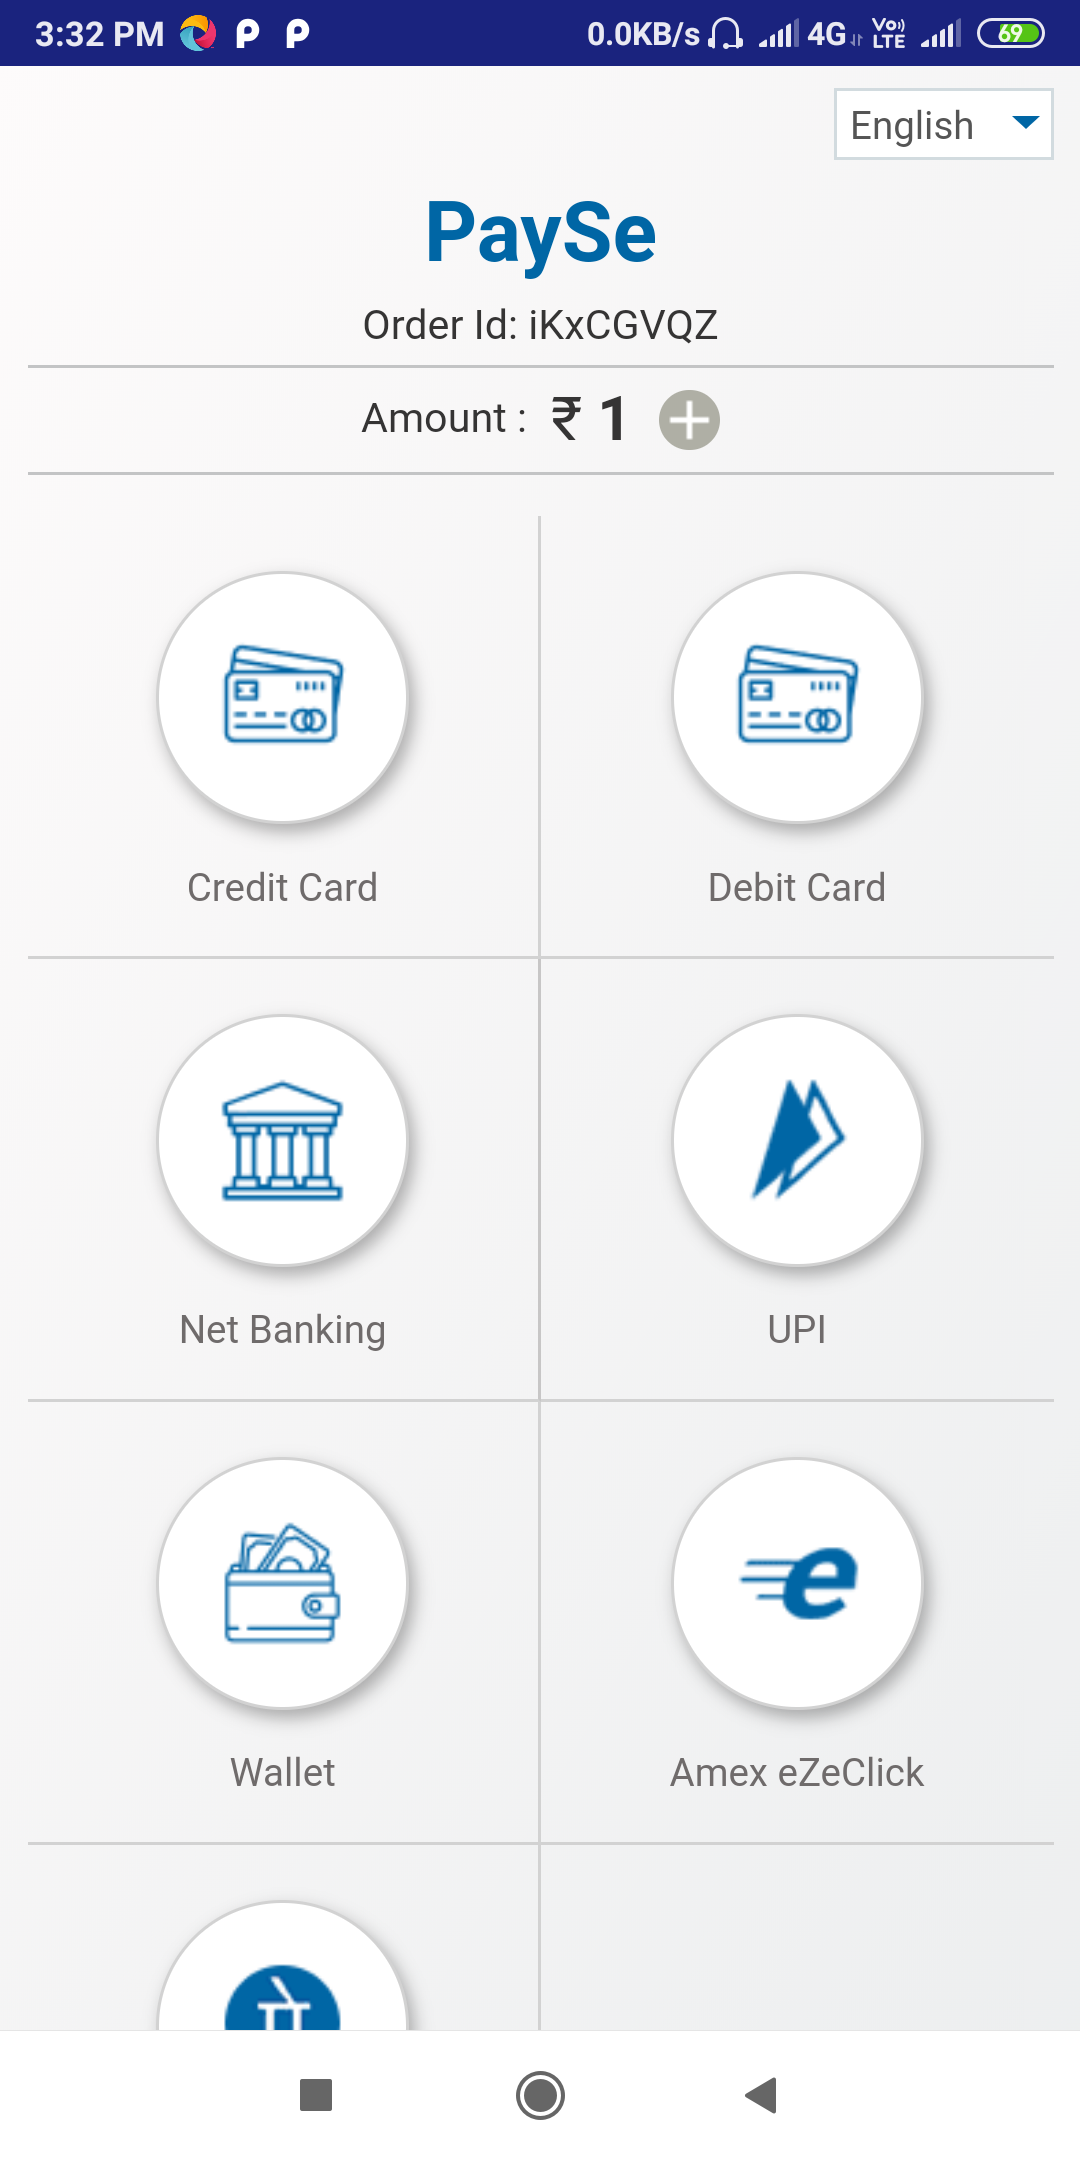 3:32 PM 0.0KB/s 4G Vo)) LTE 69
English
PaySe
Order Id: iKxCGVQZ
Amount : ₹ 1
Credit Card
Debit Card
Net Banking
UPI
Wallet
Amex eZeClick